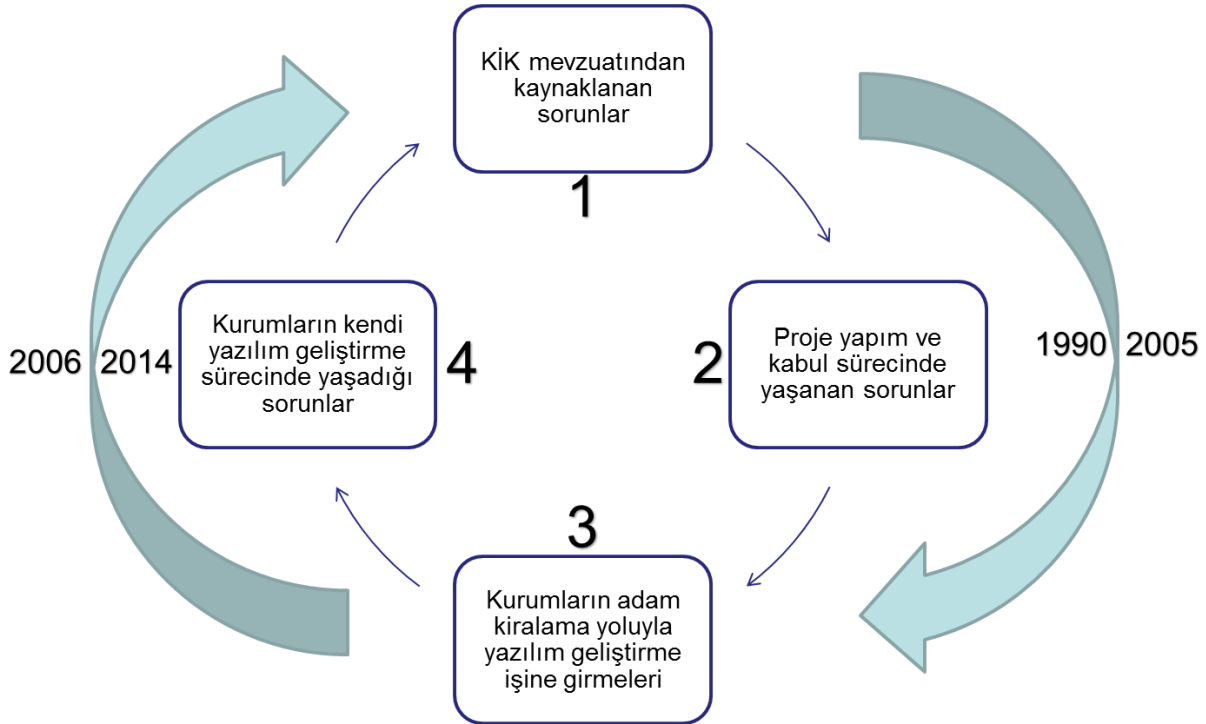 KİK mevzuatından
kaynaklanan
sorunlar
1
Kurumların kendi
yazılım geliştirme
sürecinde yaşadığı
sorunlar
4
2
Proje yapım ve
kabul sürecinde
yaşanan sorunlar
2006 2014
1990 2005
3
Kurumların adam
kiralama yoluyla
yazılım geliştirme
işine girmeleri